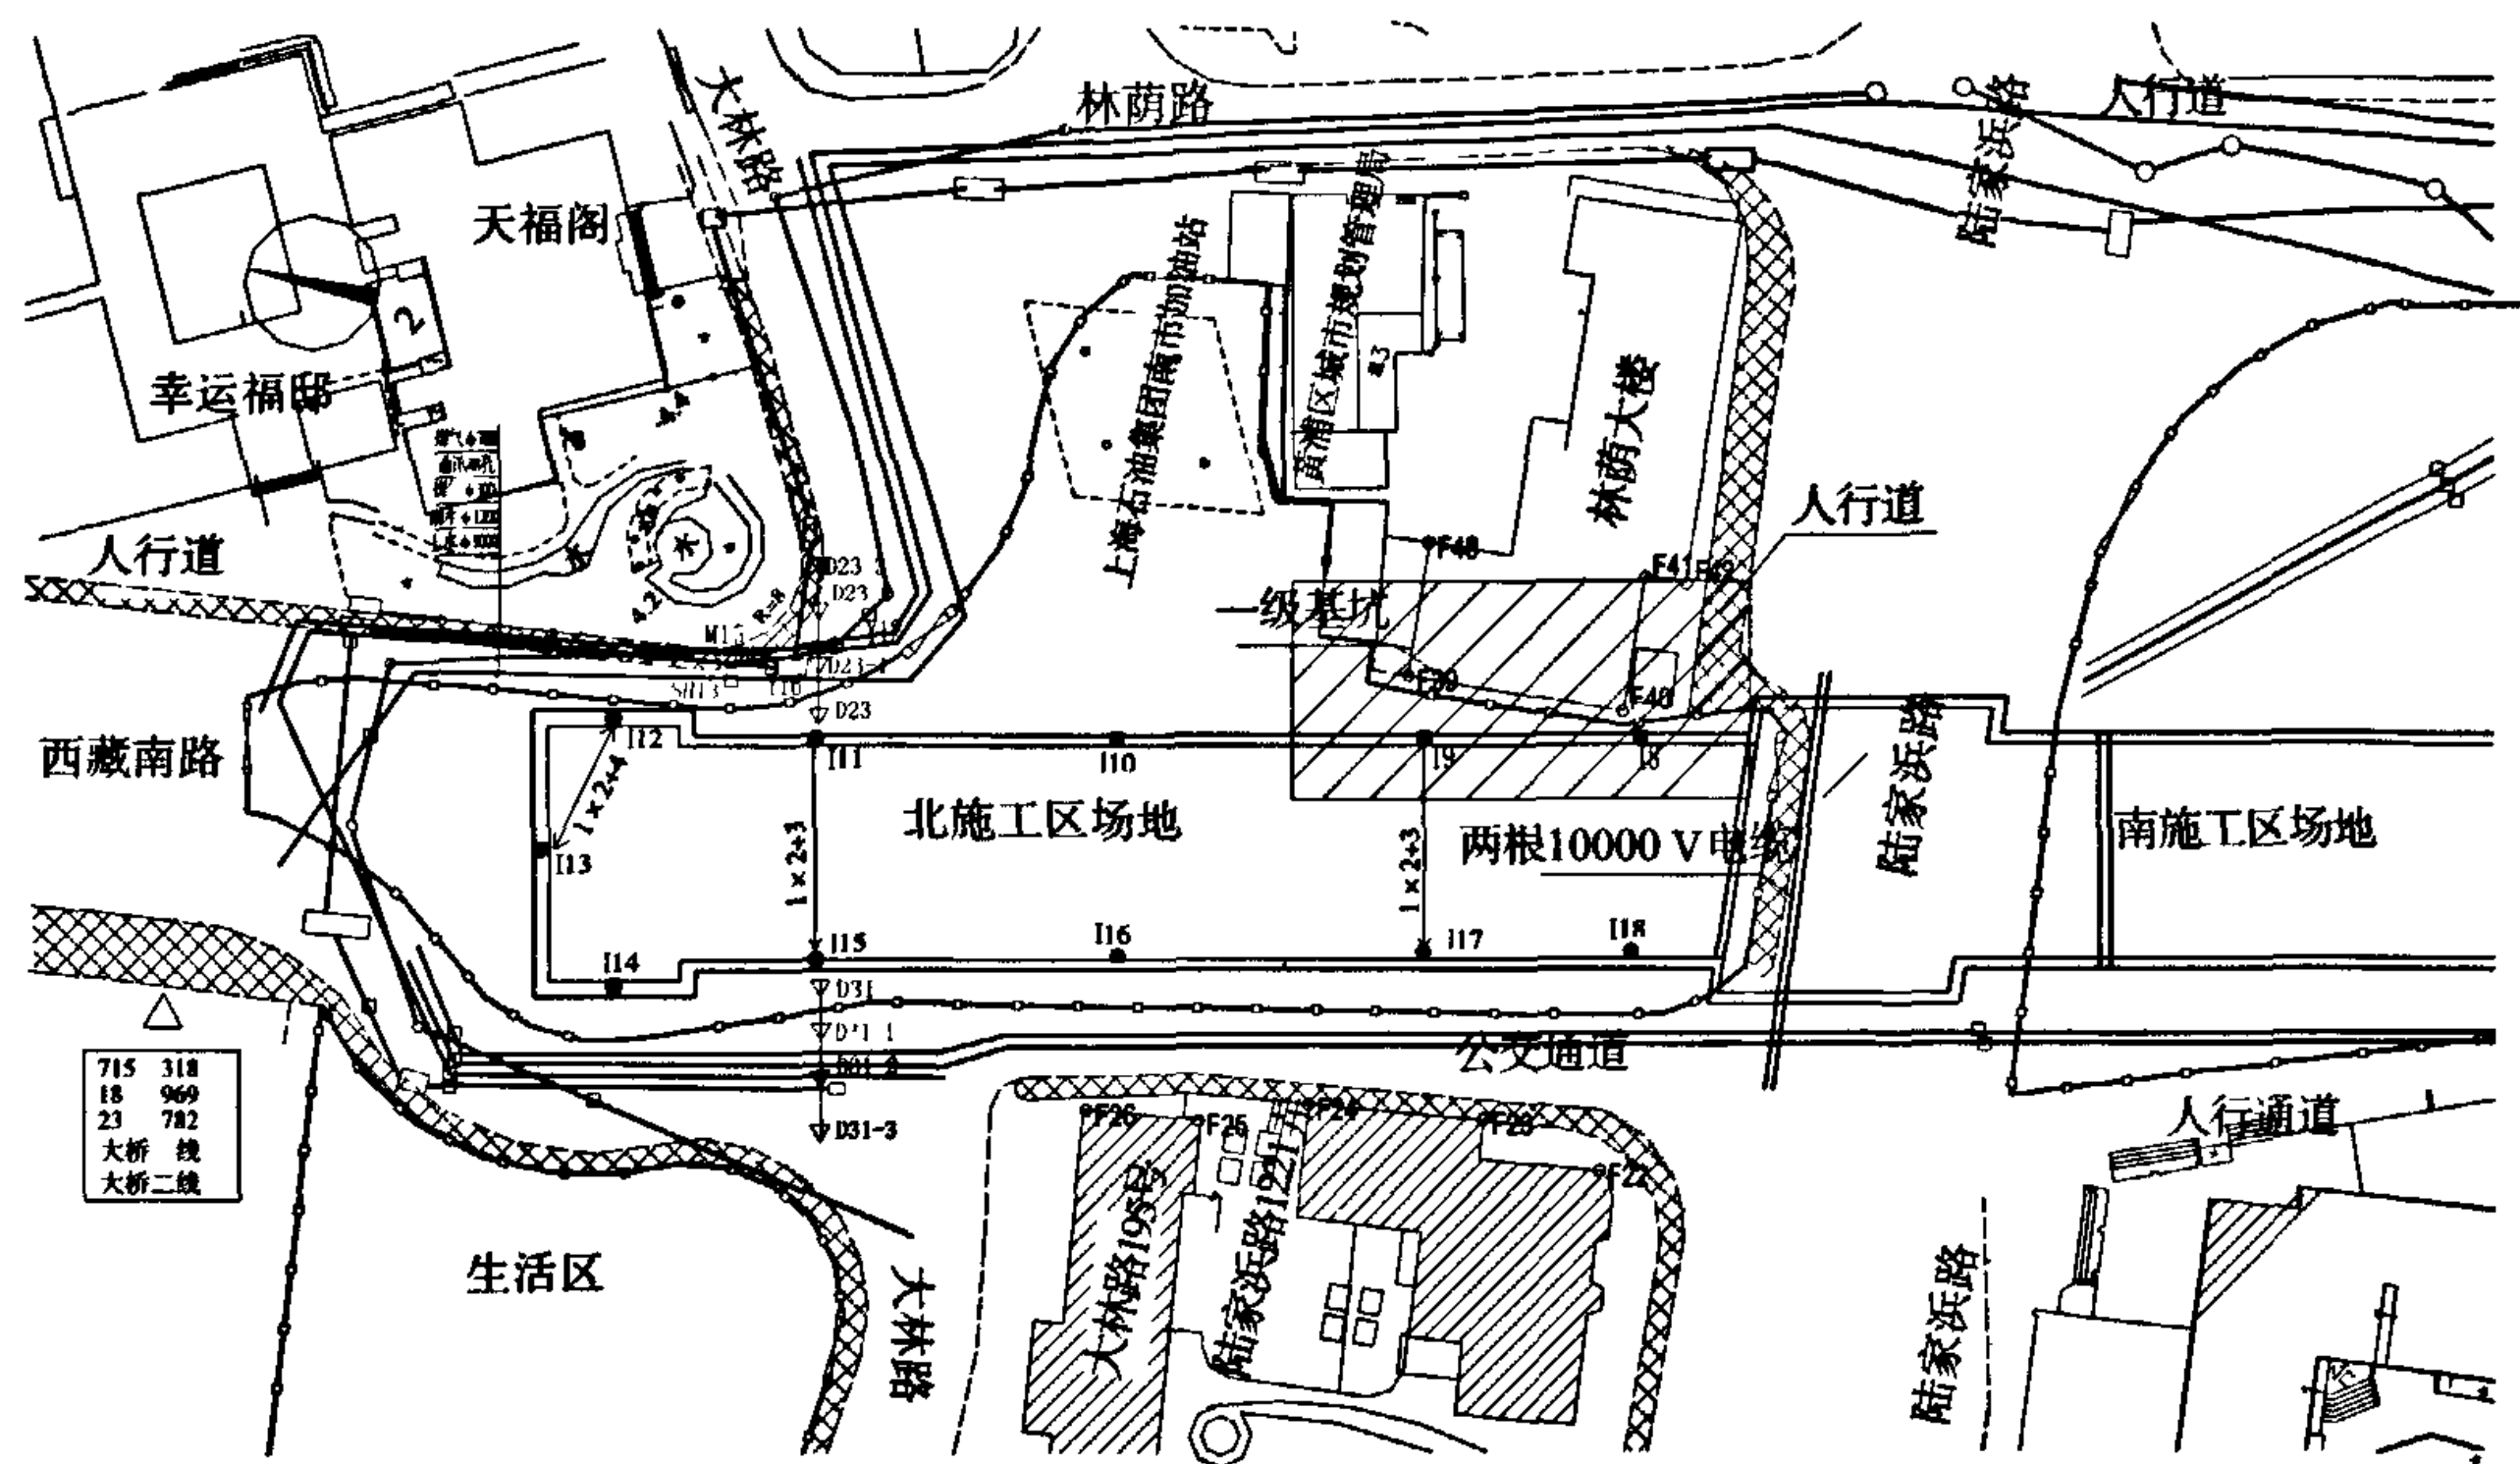 大林路
林荫路
陆家浜路
人行道
天福阁
2
幸运福邸
上海石油集团南市加油站
黄浦区城市规划管理局
林荫大楼
人行道
人行道
D23
D23
F48
F41
一级基坑
M13
D23-1
F39
F40
D23
西藏南路
I12
I11
I10
I9
I8
陆家浜路
1×2+4
1×2+3
北施工区场地
1×2+3
两根10000 V电缆
南施工区场地
I13
I14
I15
I16
I17
I18
D31
D31-1
公交通道
715 318
18 969
23 782
大桥 线
大桥二线
D31-3
F26
F25
F24
F23
F22
人行通道
大林路195弄
陆家浜路1221
生活区
大林路
陆家浜路